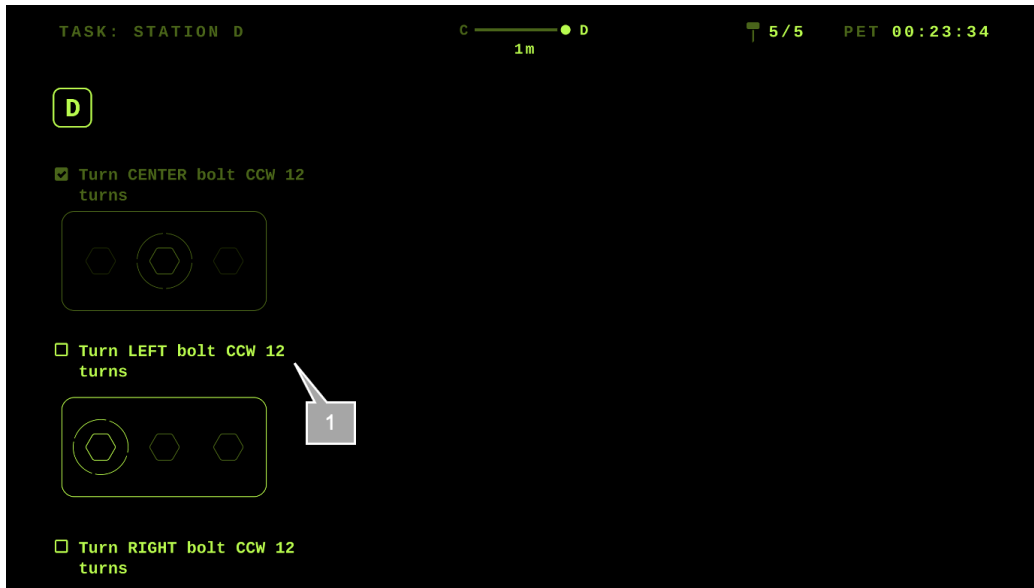 TASK: STATION D
C D
1m
5/5
PET 00:23:34
D
Turn CENTER bolt CCW 12
turns
Turn LEFT bolt CCW 12
turns
1
Turn RIGHT bolt CCW 12
turns